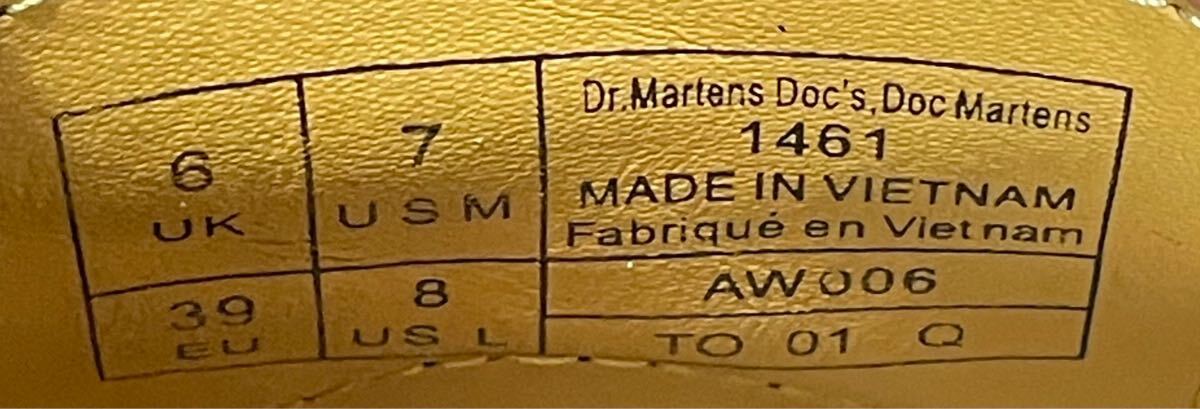 6
UK
7
U S M
Dr.Martens Doc's, Doc Martens
1461
MADE IN VIETNAM
Fabriqué en Vietnam
39
EU
8
US L
AW006
TO 01 Q